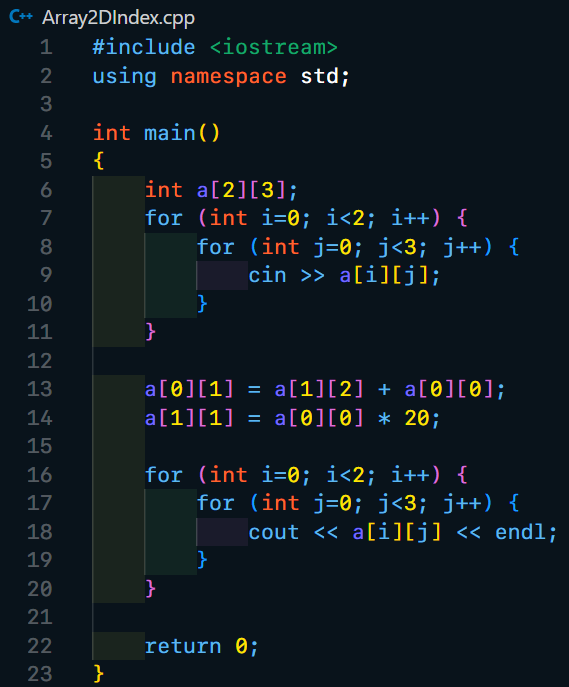 C++ Array2DIndex.cpp
1 #include <iostream>
2 using namespace std;
3
4 int main()
5 {
6     int a[2][3];
7     for (int i=0; i<2; i++) {
8         for (int j=0; j<3; j++) {
9             cin >> a[i][j];
10         }
11     }
12
13     a[0][1] = a[1][2] + a[0][0];
14     a[1][1] = a[0][0] * 20;
15
16     for (int i=0; i<2; i++) {
17         for (int j=0; j<3; j++) {
18             cout << a[i][j] << endl;
19         }
20     }
21
22     return 0;
23 }